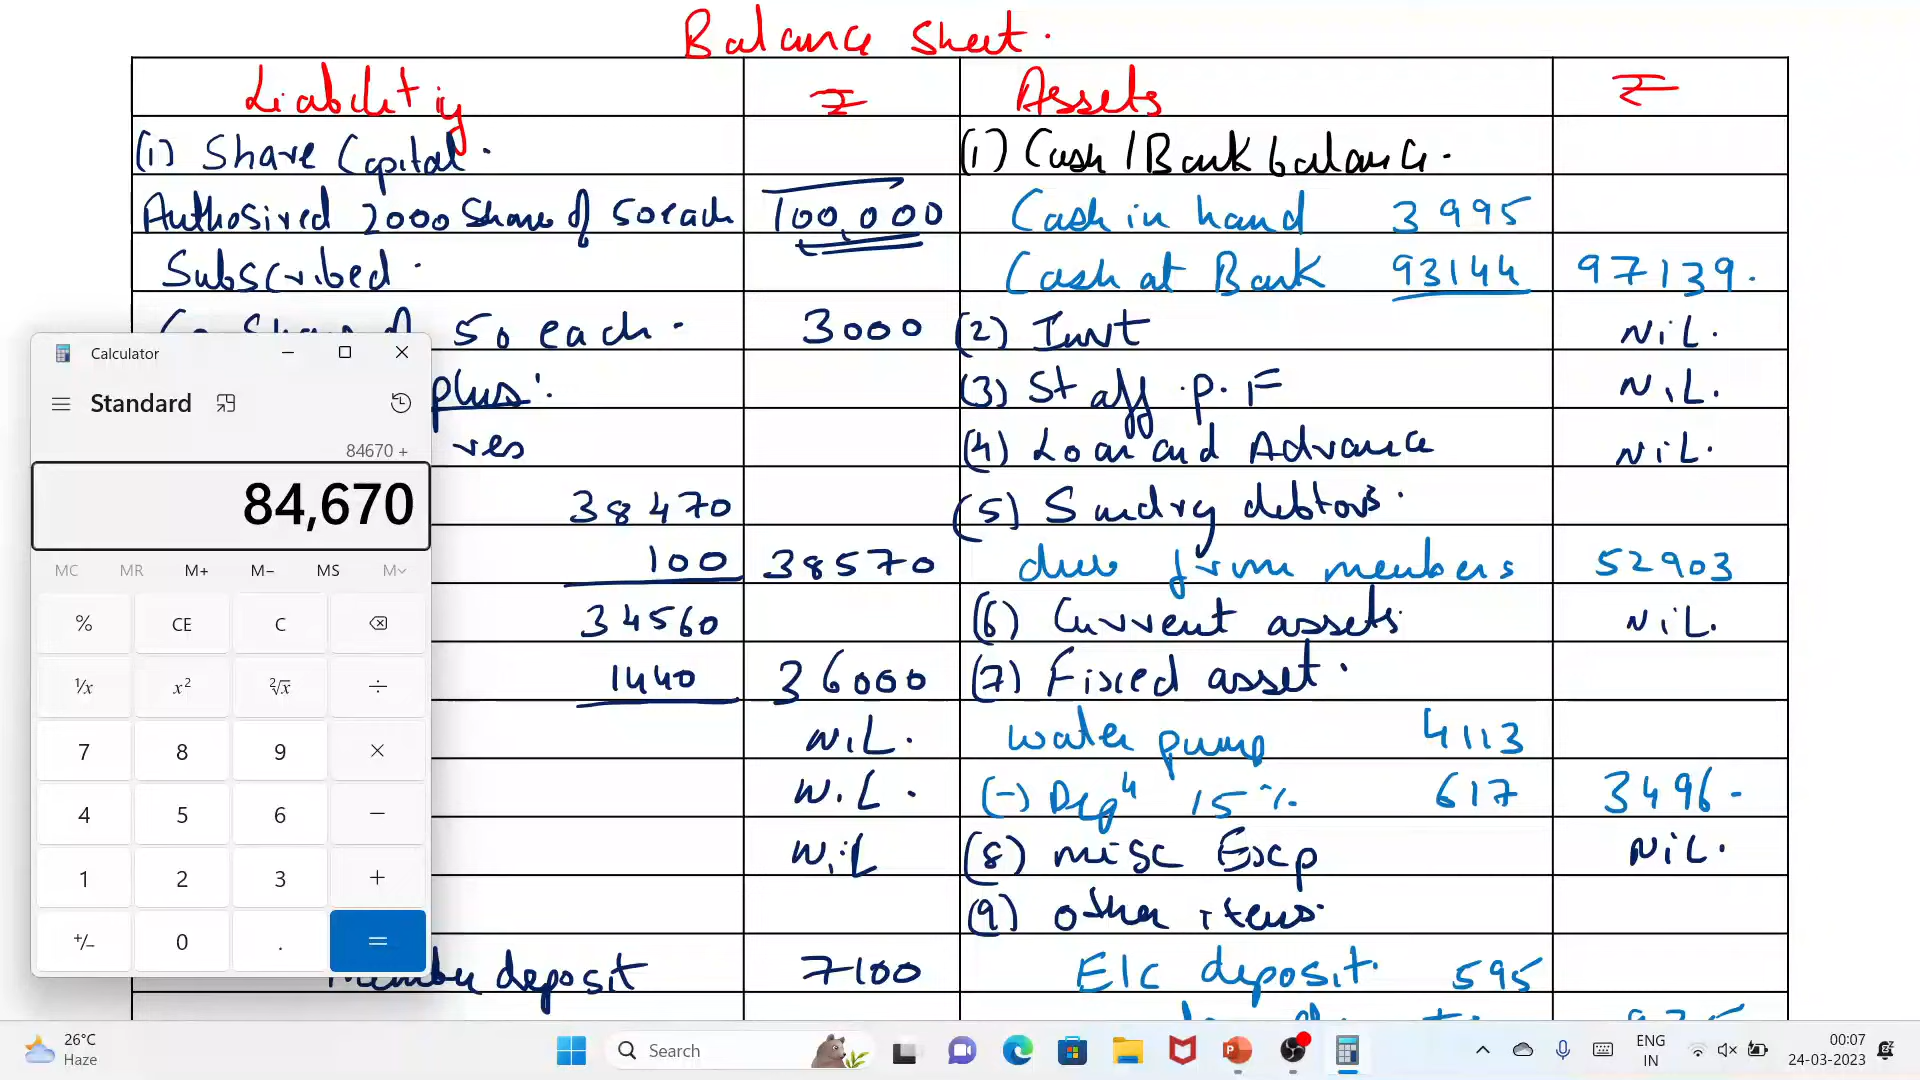 Balance sheet.
Liability ₹ Assets ₹
(1) Share Capital. (1) Cash / Bank balance.
Authosired 2000 Share of 50 each 100,000 Cash in hand 3995
Subscribed. Cash at Bank 93144 97139.
50 each. 3000 (2) Invt NiL.
plus: (3) Staff .p.F NiL.
ves (4) Loan and Advance NiL.
38470 (5) Sundry debtors.
100 38570 due from members 52903
34560 (6) Current assets. NiL.
1440 36000 (7) Fixed asset.
NiL. water pump 4113
NiL. (-) Depn 15% 617 3496-
NiL (8) misc Exp NiL.
(9) other items.
deposit 7100 Elc deposit. 595
Calculator
Standard
84670 +
84,670
MC MR M+ M- MS M˅
% CE C
¹/x x² ²√x ÷
7 8 9 ×
4 5 6 −
1 2 3 +
+/− 0 . =
26°C
Haze
Search
ENG
IN
00:07
24-03-2023